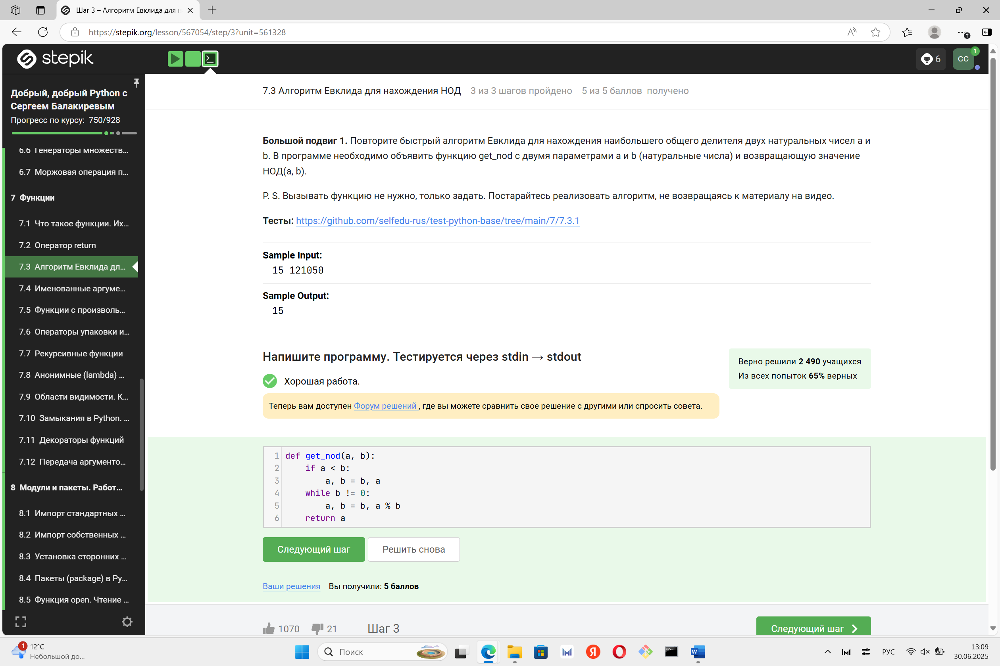 Шаг 3 – Алгоритм Евклида для н
https://stepik.org/lesson/567054/step/3?unit=561328
stepik
6
CC
1
Добрый, добрый Python с
Сергеем Балакиревым
Прогресс по курсу: 750/928
6.6 Генераторы множеств...
6.7 Моржовая операция п...
7 Функции
7.1 Что такое функции. Их...
7.2 Оператор return
7.3 Алгоритм Евклида дл...
7.4 Именованные аргуме...
7.5 Функции с произволь...
7.6 Операторы упаковки и...
7.7 Рекурсивные функции
7.8 Анонимные (lambda) ...
7.9 Области видимости. К...
7.10 Замыкания в Python. ...
7.11 Декораторы функций
7.12 Передача аргументо...
8 Модули и пакеты. Работ...
8.1 Импорт стандартных ...
8.2 Импорт собственных ...
8.3 Установка сторонних ...
8.4 Пакеты (package) в Py...
8.5 Функция open. Чтение ...
7.3 Алгоритм Евклида для нахождения НОД 3 из 3 шагов пройдено 5 из 5 баллов получено
Большой подвиг 1. Повторите быстрый алгоритм Евклида для нахождения наибольшего общего делителя двух натуральных чисел a и
b. В программе необходимо объявить функцию get_nod с двумя параметрами a и b (натуральные числа) и возвращающую значение
НОД(a, b).
P. S. Вызывать функцию не нужно, только задать. Постарайтесь реализовать алгоритм, не возвращаясь к материалу на видео.
Тесты: https://github.com/selfedu-rus/test-python-base/tree/main/7/7.3.1
Sample Input:
15 121050
Sample Output:
15
Напишите программу. Тестируется через stdin → stdout
Верно решили 2 490 учащихся
Из всех попыток 65% верных
Хорошая работа.
Теперь вам доступен Форум решений , где вы можете сравнить свое решение с другими или спросить совета.
1 def get_nod(a, b):
2     if a < b:
3         a, b = b, a
4     while b != 0:
5         a, b = b, a % b
6     return a
Следующий шаг Решить снова
Ваши решения Вы получили: 5 баллов
1070 21 Шаг 3 Следующий шаг
1
12°C
Небольшой до...
Поиск
РУС
13:09
30.06.2025